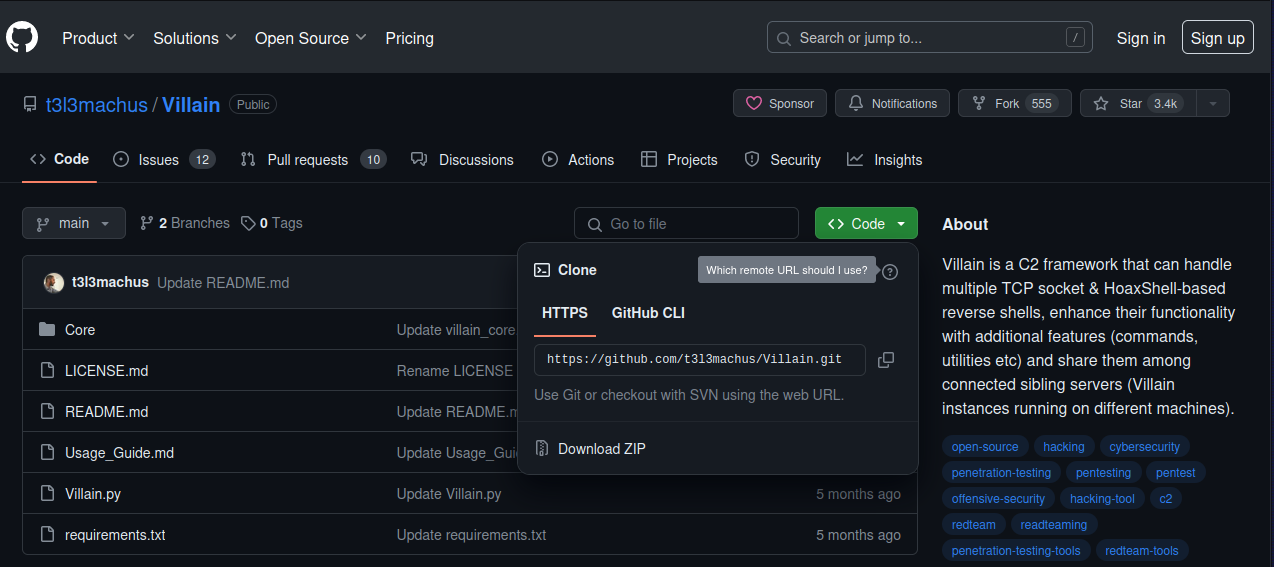 Product Solutions Open Source Pricing Search or jump to... / Sign in Sign up
t3l3machus / Villain Public Sponsor Notifications Fork 555 Star 3.4k
Code Issues 12 Pull requests 10 Discussions Actions Projects Security Insights
main 2 Branches 0 Tags Go to file Code
t3l3machus Update README.md
Core Update villain_core
LICENSE.md Rename LICENSE
README.md Update README.m
Usage_Guide.md Update Usage_Gui
Villain.py Update Villain.py 5 months ago
requirements.txt Update requirements.txt 5 months ago
Clone Which remote URL should I use?
HTTPS GitHub CLI
https://github.com/t3l3machus/Villain.git
Use Git or checkout with SVN using the web URL.
Download ZIP
About
Villain is a C2 framework that can handle
multiple TCP socket & HoaxShell-based
reverse shells, enhance their functionality
with additional features (commands,
utilities etc) and share them among
connected sibling servers (Villain
instances running on different machines).
open-source hacking cybersecurity
penetration-testing pentesting pentest
offensive-security hacking-tool c2
redteam readteaming
penetration-testing-tools redteam-tools